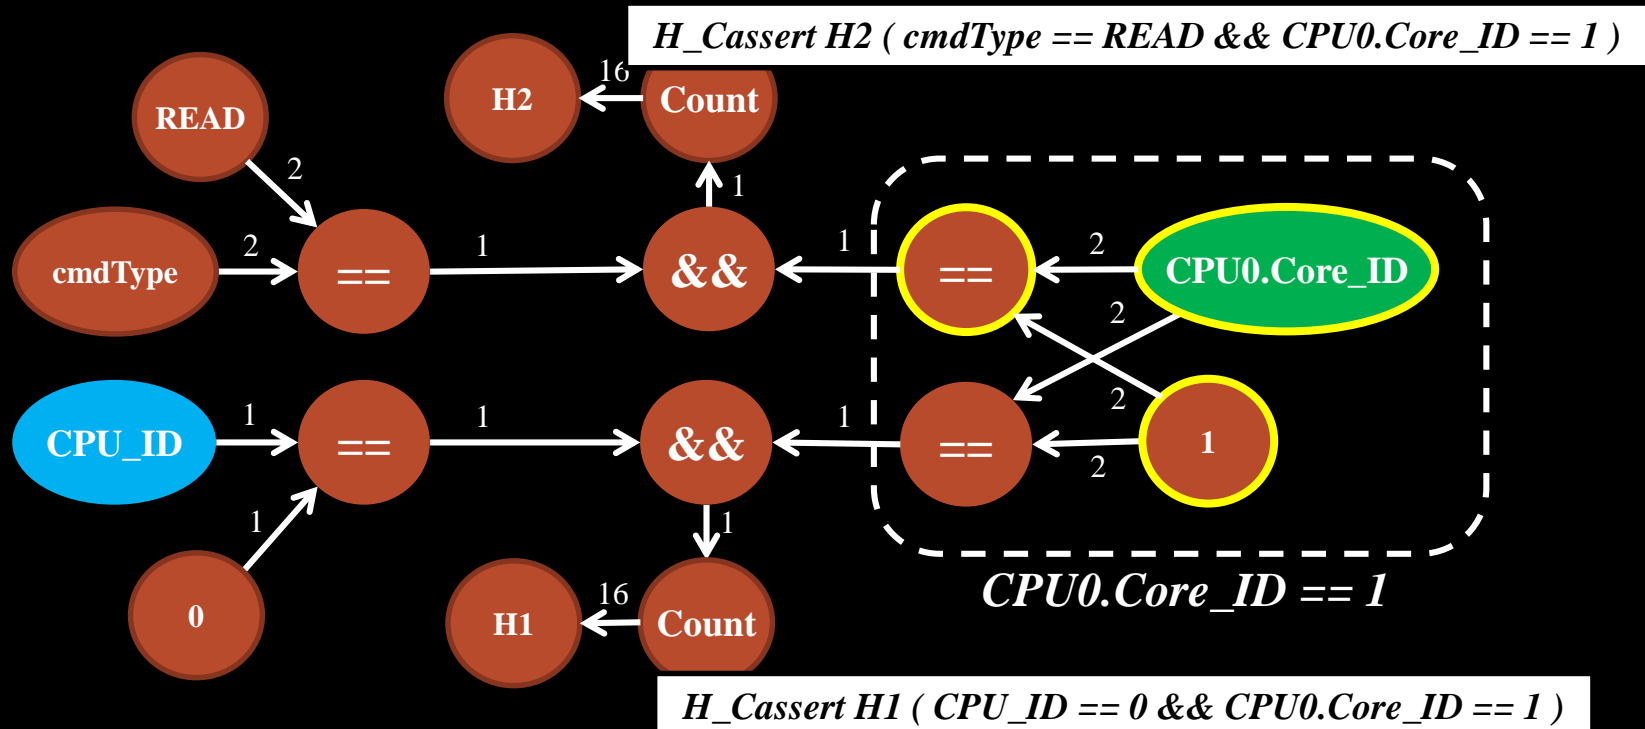 H_Cassert H2 ( cmdType == READ && CPU0.Core_ID == 1 )
READ
2
H2
16
Count
1
cmdType
2
==
1
&&
1
==
2
CPU0.Core_ID
2
CPU_ID
1
==
1
&&
1
==
2
2
1
0
1
H1
16
Count
1
CPU0.Core_ID == 1
H_Cassert H1 ( CPU_ID == 0 && CPU0.Core_ID == 1 )